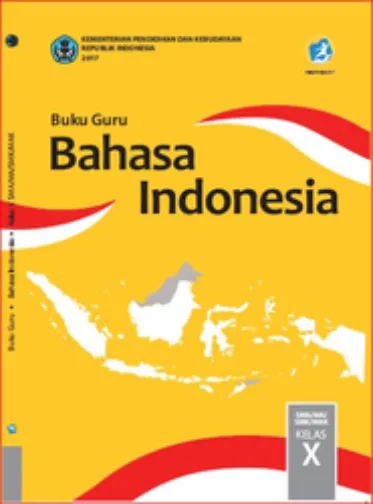 KEMENTERIAN PENDIDIKAN DAN KEBUDAYAAN
REPUBLIK INDONESIA
2017
Buku Guru
Bahasa
Indonesia
Buku Guru • Bahasa Indonesia • SMA/MA/SMK/MAK
SMA/MA/
SMK/MAK
KELAS
X